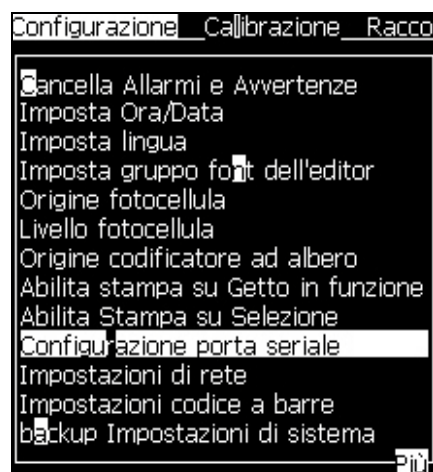 Configurazione Calibrazione Racco
Cancella Allarmi e Avvertenze
Imposta Ora/Data
Imposta lingua
Imposta gruppo font dell'editor
Origine fotocellula
Livello fotocellula
Origine codificatore ad albero
Abilita stampa su Getto in funzione
Abilita Stampa su Selezione
Configurazione porta seriale
Impostazioni di rete
Impostazioni codice a barre
backup Impostazioni di sistema
Più